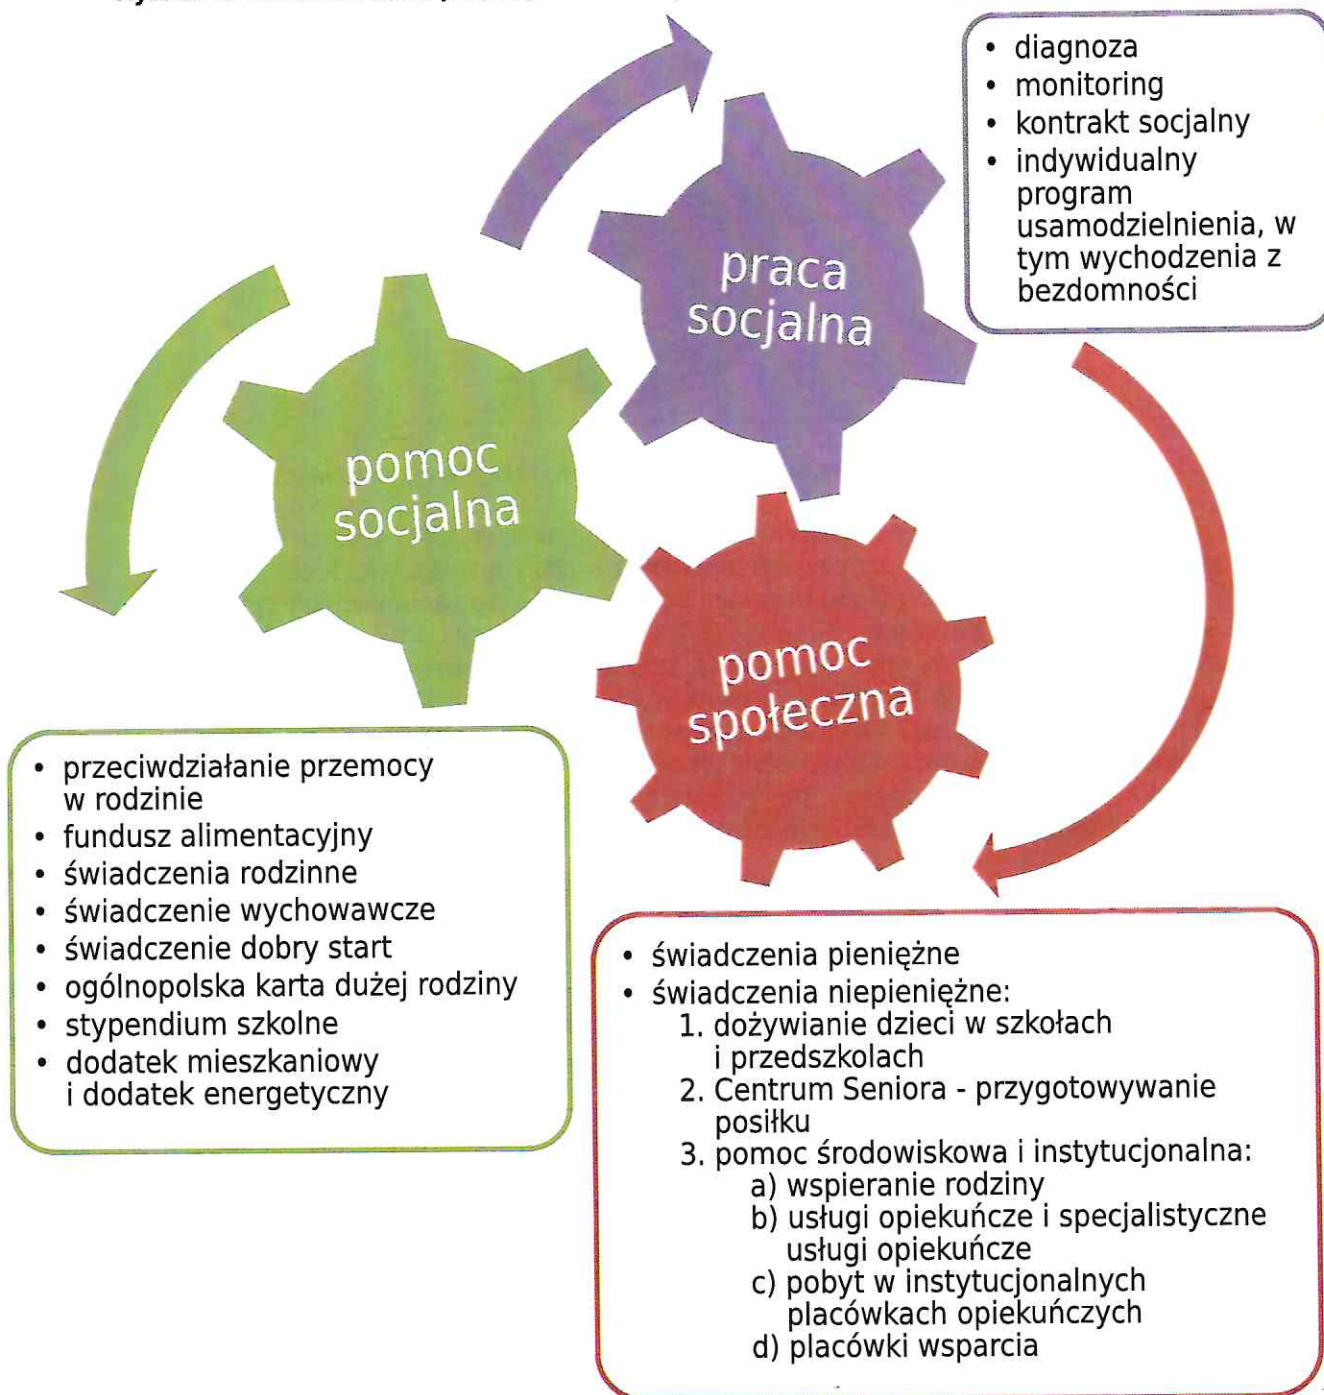 • diagnoza
• monitoring
• kontrakt socjalny
• indywidualny
program
usamodzielnienia, w
tym wychodzenia z
bezdomności
praca
socjalna
pomoc
socjalna
pomoc
społeczna
• przeciwdziałanie przemocy
w rodzinie
• fundusz alimentacyjny
• świadczenia rodzinne
• świadczenie wychowawcze
• świadczenie dobry start
• ogólnopolska karta dużej rodziny
• stypendium szkolne
• dodatek mieszkaniowy
i dodatek energetyczny
• świadczenia pieniężne
• świadczenia niepieniężne:
1. dożywianie dzieci w szkołach
i przedszkolach
2. Centrum Seniora - przygotowywanie
posiłku
3. pomoc środowiskowa i instytucjonalna:
a) wspieranie rodziny
b) usługi opiekuńcze i specjalistyczne
usługi opiekuńcze
c) pobyt w instytucjonalnych
placówkach opiekuńczych
d) placówki wsparcia